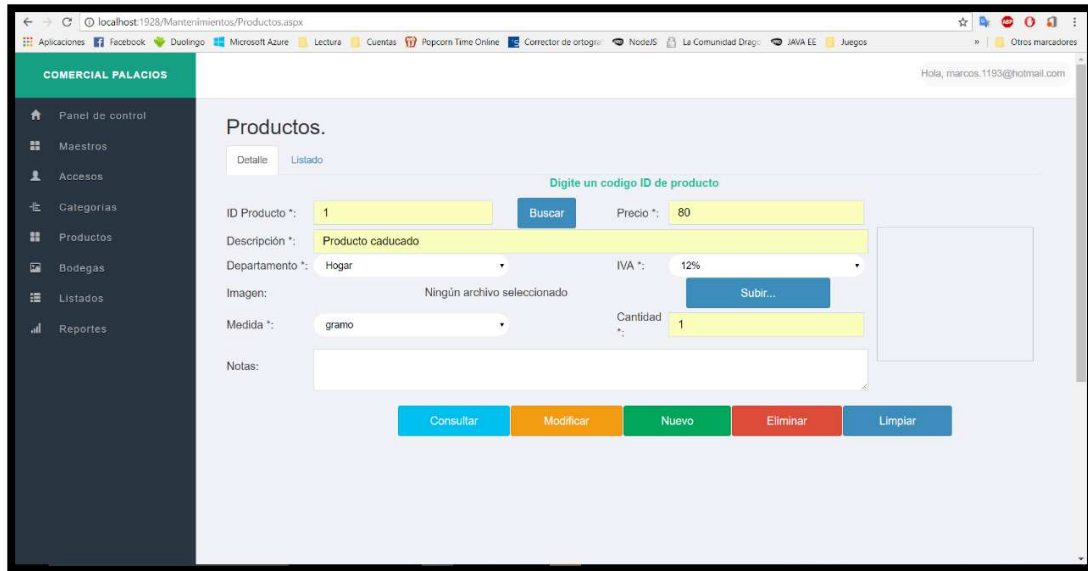 localhost:1928/Mantenimientos/Productos.aspx
Aplicaciones Facebook Duolingo Microsoft Azure Lectura Cuentas Popcorn Time Online Corrector de ortogra NodeJS La Comunidad Drago JAVA EE Juegos » Otros marcadores
COMERCIAL PALACIOS
Hola, marcos.1193@hotmail.com
Panel de control
Maestros
Accesos
Categorias
Productos
Bodegas
Listados
Reportes
Productos.
Detalle Listado
Digite un codigo ID de producto
ID Producto *: 1 Buscar Precio *: 80
Descripción *: Producto caducado
Departamento *: Hogar IVA *: 12%
Imagen: Ningún archivo seleccionado Subir...
Medida *: gramo Cantidad *: 1
Notas:
Consultar Modificar Nuevo Eliminar Limpiar